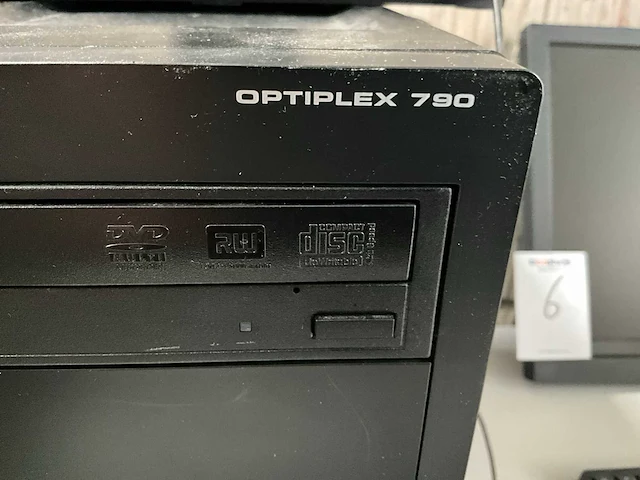 OPTIPLEX 790
DVD
RW
COMPACT
disc
6